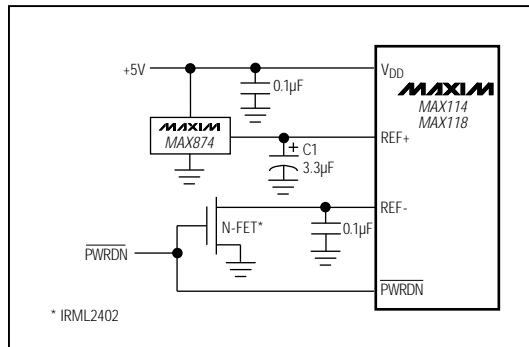 +5V
VDD
0.1µF
MAXIM
MAX114
MAX118
MAXIM
MAX874
REF+
+ C1
3.3µF
REF-
N-FET*
0.1µF
PWRDN
PWRDN
* IRML2402